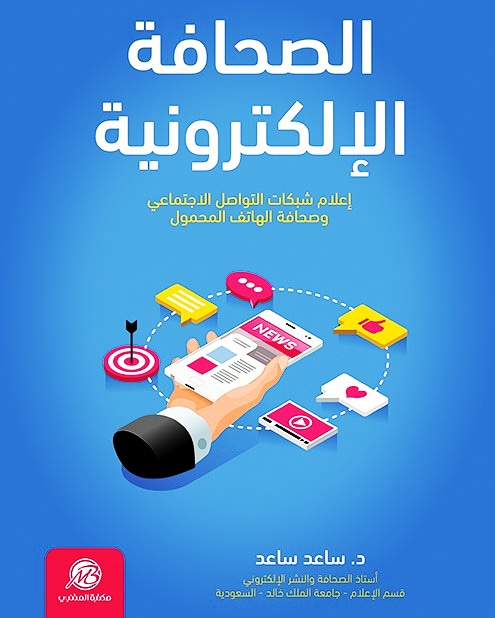 الصحافة
الإلكترونية
إعلام شبكات التواصل الاجتماعي
وصحافة الهاتف المحمول
NEWS
د. ساعد ساعد
أستاذ الصحافة والنشر الإلكتروني
قسم الإعلام - جامعة الملك خالد - السعودية
MB
مكتبة المتنبي